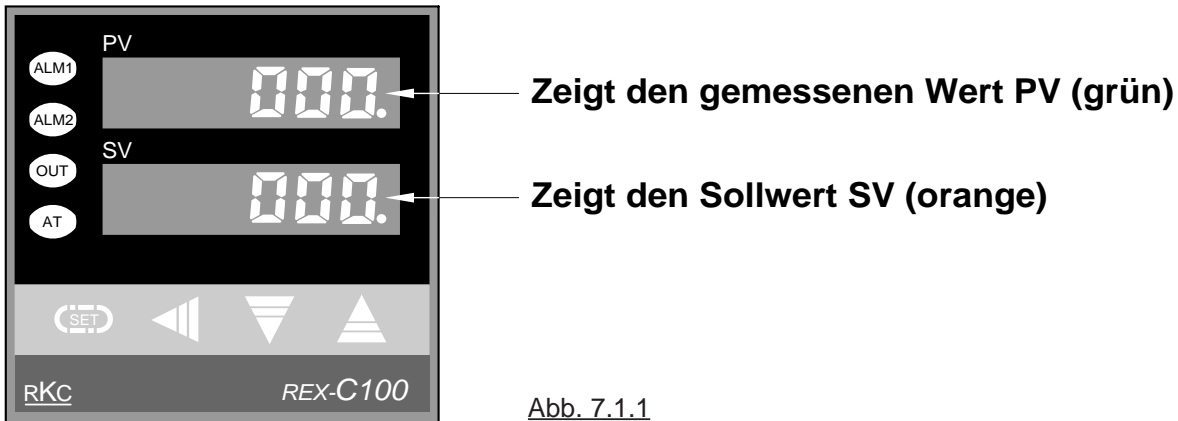 PV
ALM1
000.
Zeigt den gemessenen Wert PV (grün)
ALM2
SV
OUT
000.
Zeigt den Sollwert SV (orange)
AT
SET
RKC
REX-C100
Abb. 7.1.1